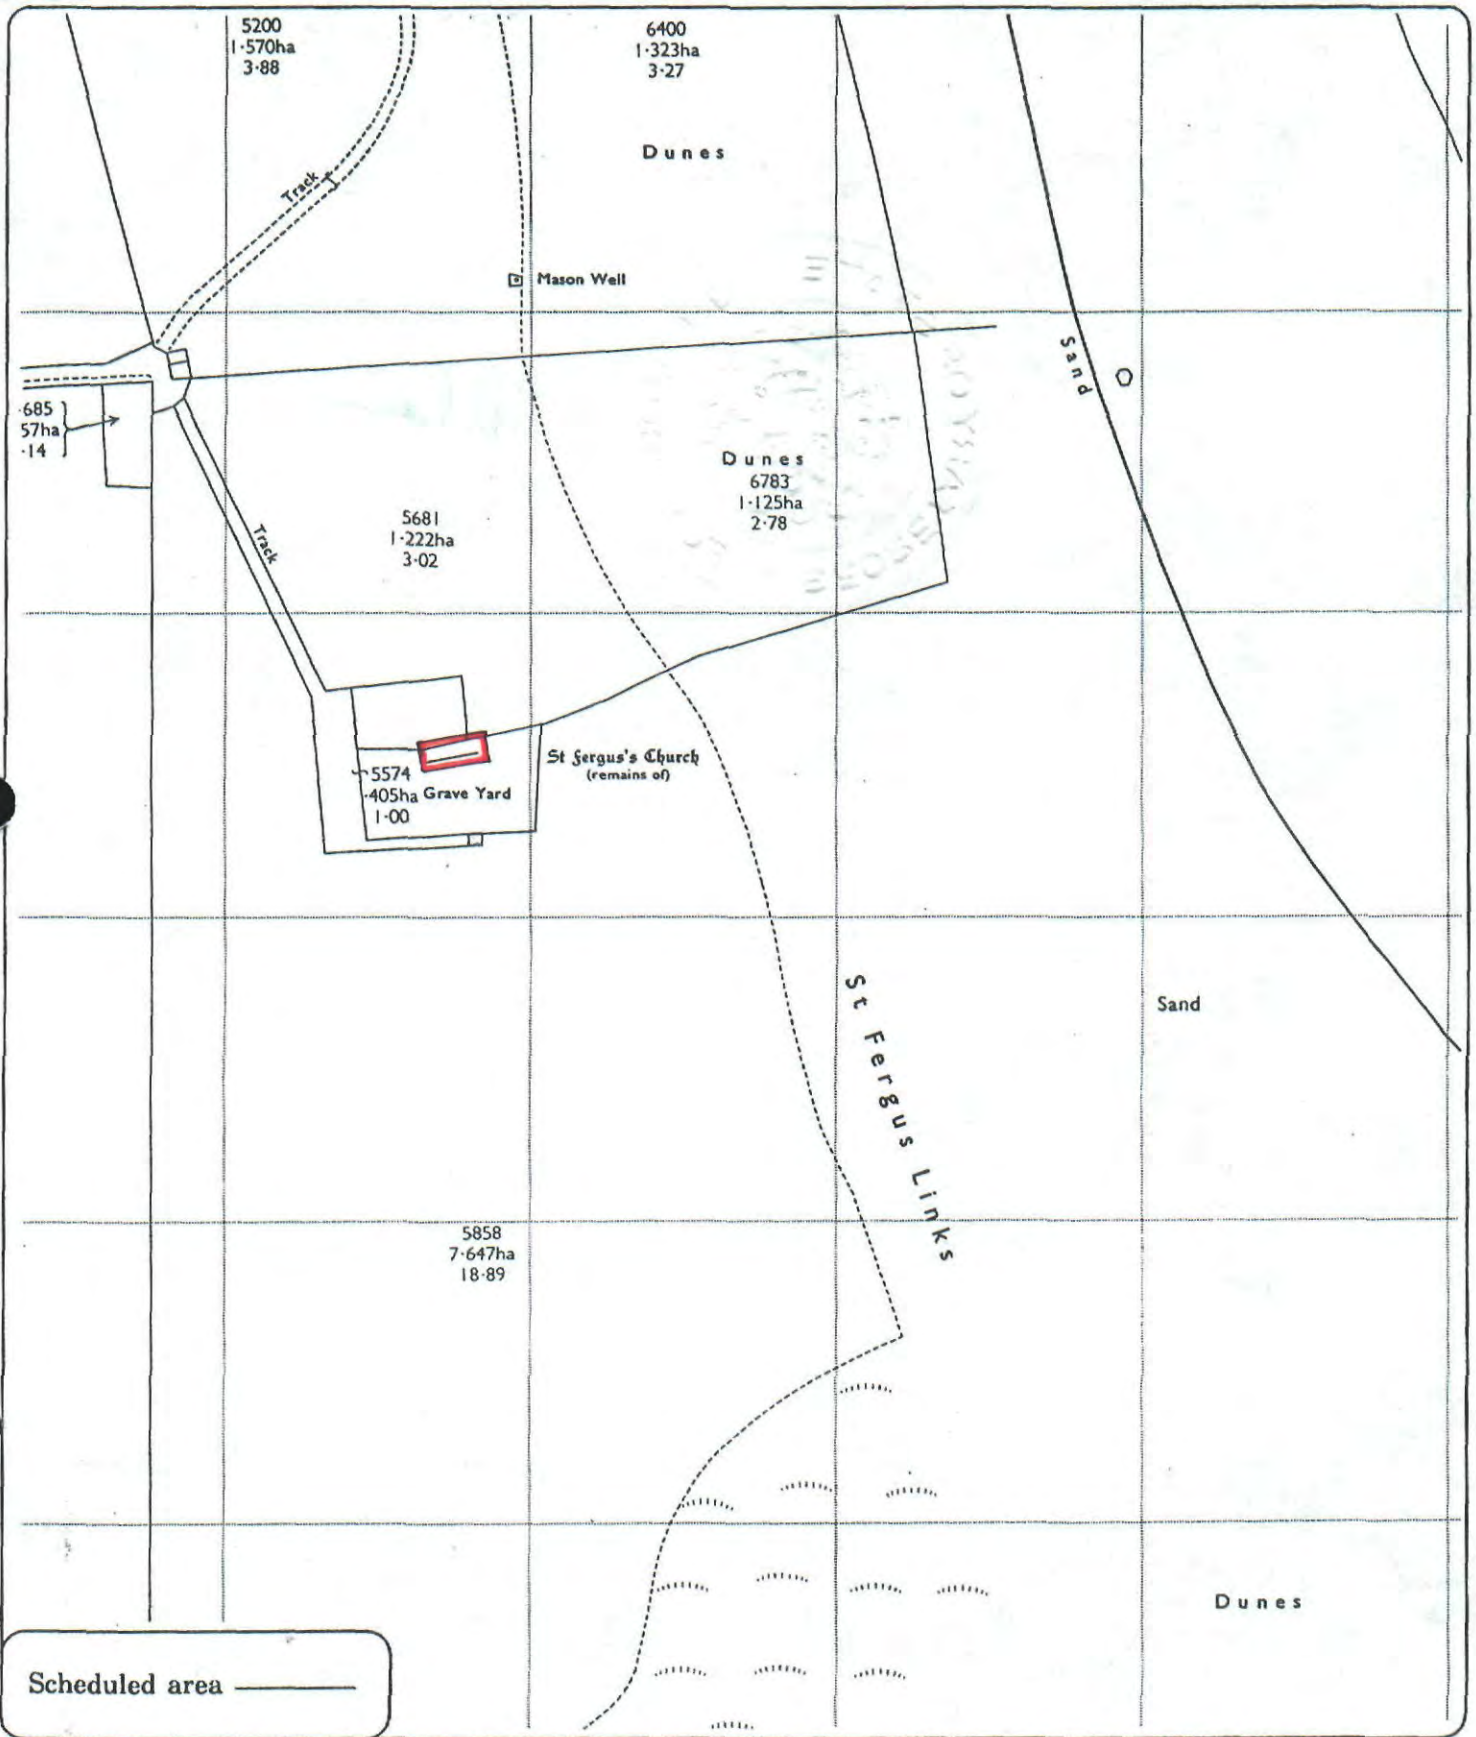 5200
1·570ha
3·88
6400
1·323ha
3·27
Dunes
Track
Mason Well
Sand
·685
57ha
·14
Dunes
6783
1·125ha
2·78
5681
1·222ha
3·02
Track
St Fergus's Church
(remains of)
5574
·405ha
1·00
Grave Yard
St Fergus Links
Sand
5858
7·647ha
18·89
Dunes
Scheduled area